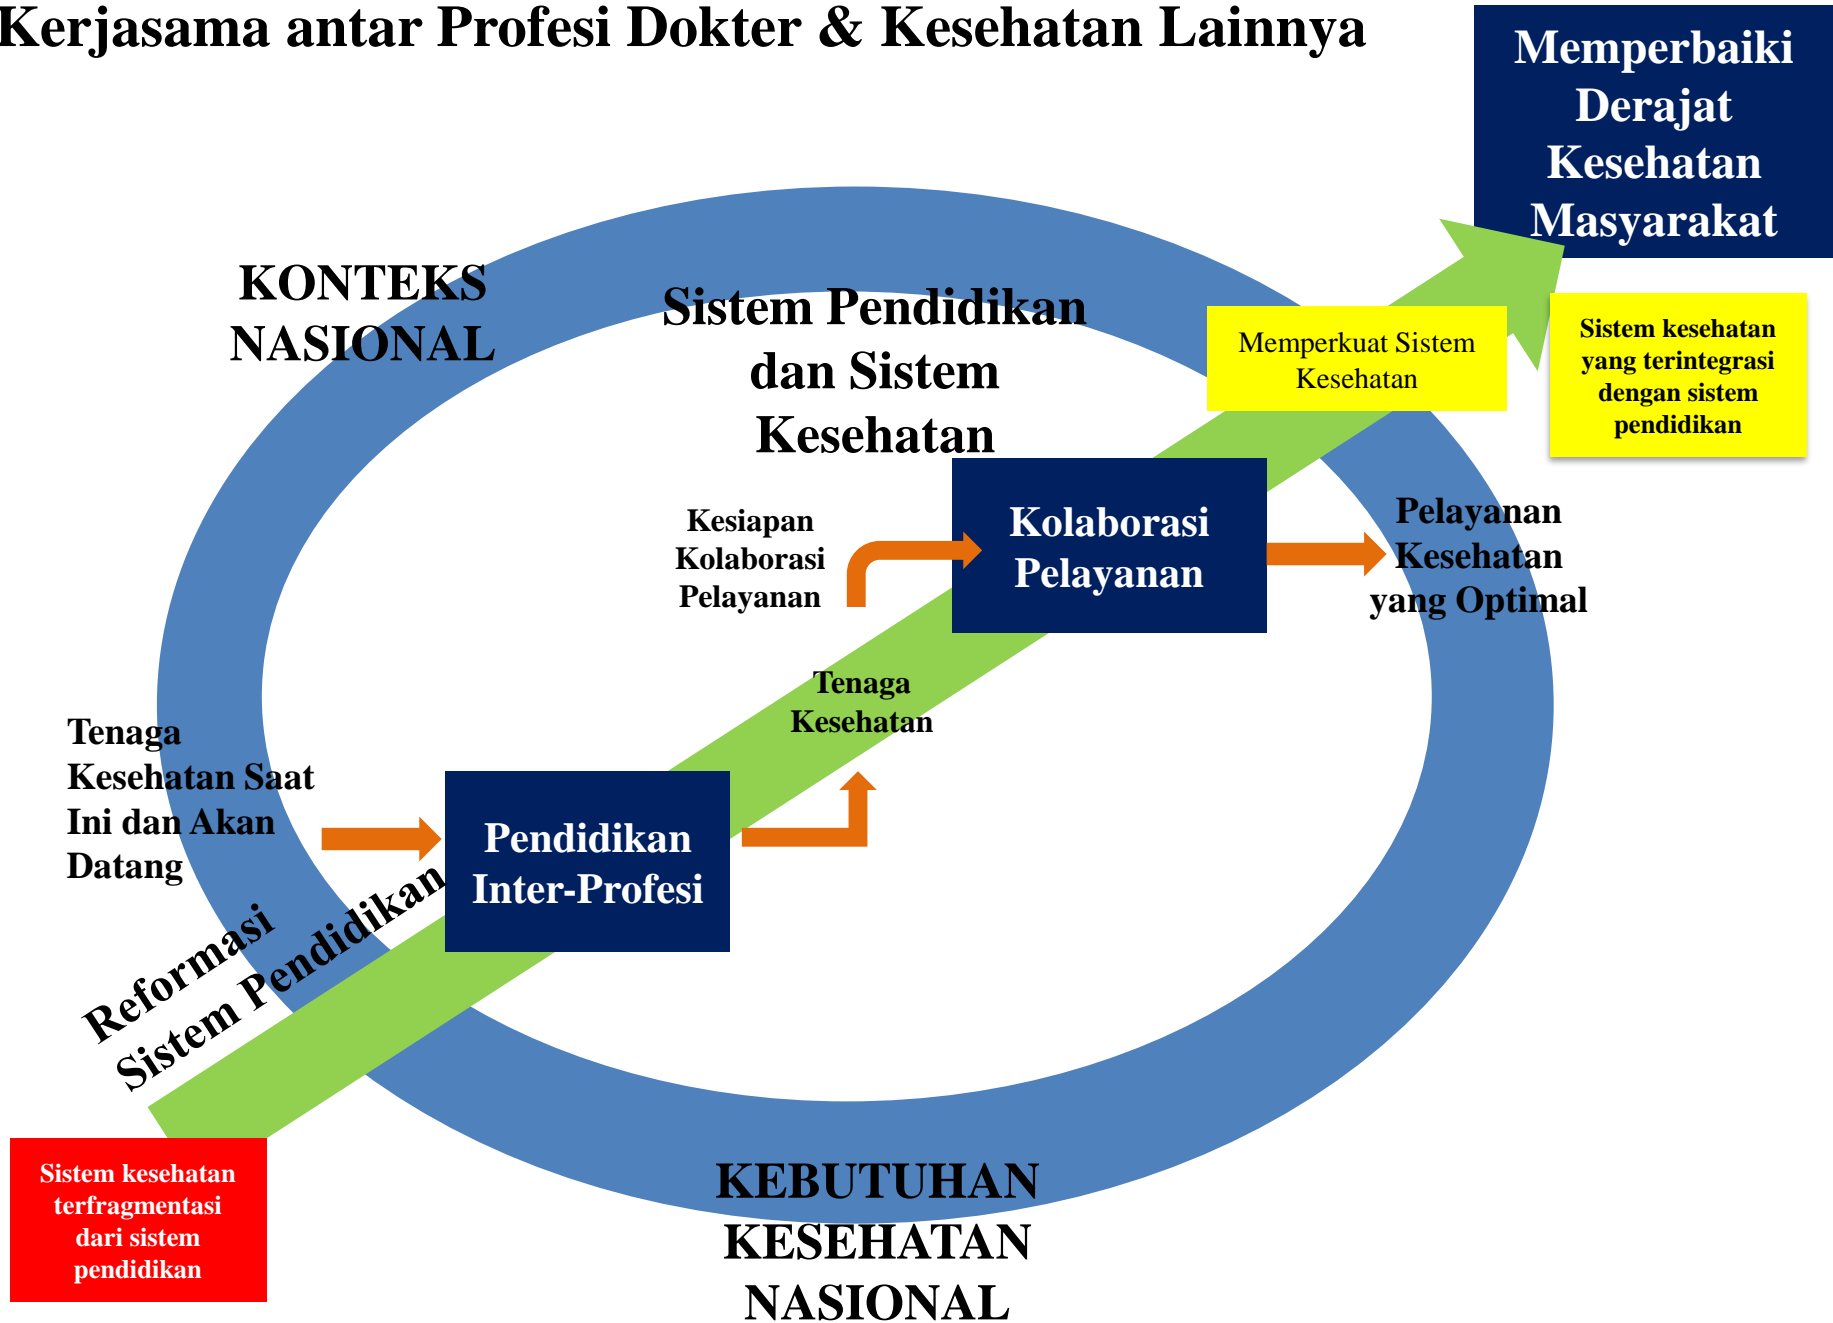 Kerjasama antar Profesi Dokter & Kesehatan Lainnya
Memperbaiki
Derajat
Kesehatan
Masyarakat
KONTEKS
NASIONAL
Sistem Pendidikan
dan Sistem
Kesehatan
Memperkuat Sistem
Kesehatan
Sistem kesehatan
yang terintegrasi
dengan sistem
pendidikan
Kesiapan
Kolaborasi
Pelayanan
Kolaborasi
Pelayanan
Pelayanan
Kesehatan
yang Optimal
Tenaga
Kesehatan
Tenaga
Kesehatan Saat
Ini dan Akan
Datang
Pendidikan
Inter-Profesi
Reformasi
Sistem Pendidikan
Sistem kesehatan
terfragmentasi
dari sistem
pendidikan
KEBUTUHAN
KESEHATAN
NASIONAL